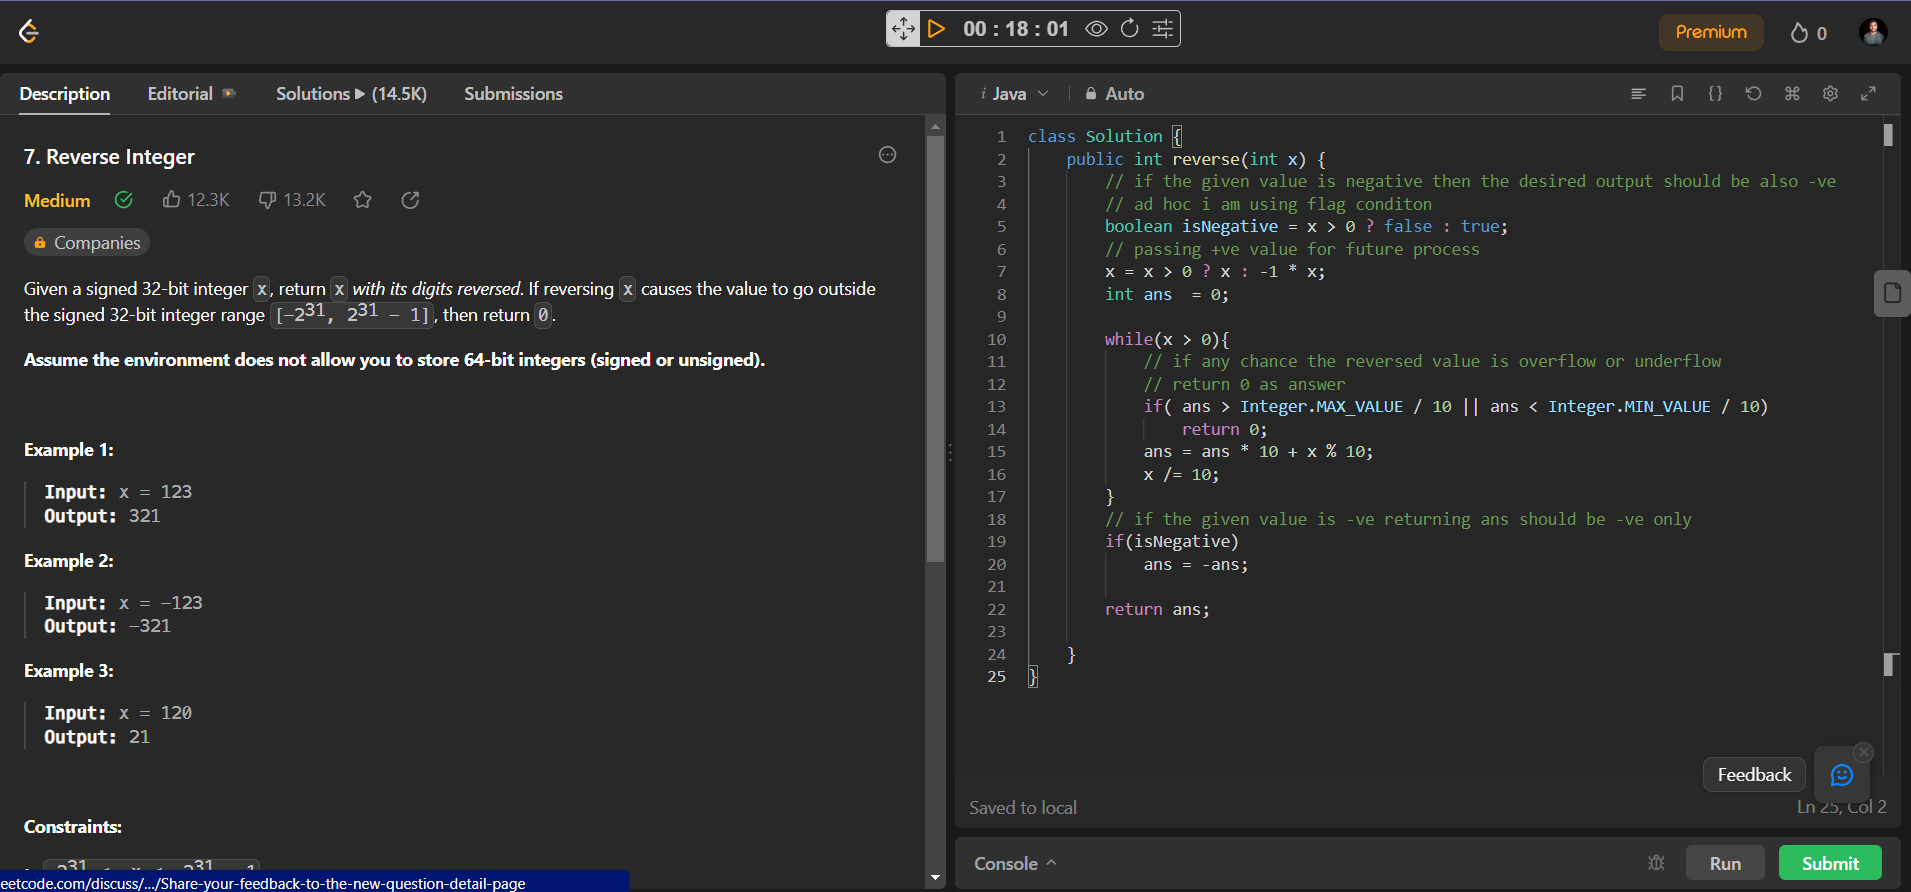 00 : 18 : 01
Premium
0
Description
Editorial
Solutions (14.5K)
Submissions
7. Reverse Integer
Medium
12.3K
13.2K
Companies
Given a signed 32-bit integer x, return x with its digits reversed. If reversing x causes the value to go outside
the signed 32-bit integer range [-2^31, 2^31 - 1], then return 0.
Assume the environment does not allow you to store 64-bit integers (signed or unsigned).
Example 1:
Input: x = 123
Output: 321
Example 2:
Input: x = -123
Output: -321
Example 3:
Input: x = 120
Output: 21
Constraints:
eetcode.com/discuss/.../Share-your-feedback-to-the-new-question-detail-page
i Java
Auto
1 class Solution {
2     public int reverse(int x) {
3         // if the given value is negative then the desired output should be also -ve
4         // ad hoc i am using flag conditon
5         boolean isNegative = x > 0 ? false : true;
6         // passing +ve value for future process
7         x = x > 0 ? x : -1 * x;
8         int ans  = 0;
9
10         while(x > 0){
11             // if any chance the reversed value is overflow or underflow
12             // return 0 as answer
13             if( ans > Integer.MAX_VALUE / 10 || ans < Integer.MIN_VALUE / 10)
14                 return 0;
15             ans = ans * 10 + x % 10;
16             x /= 10;
17         }
18         // if the given value is -ve returning ans should be -ve only
19         if(isNegative)
20             ans = -ans;
21
22         return ans;
23
24     }
25 }
Feedback
Saved to local
Ln 25, Col 2
Console
Run
Submit